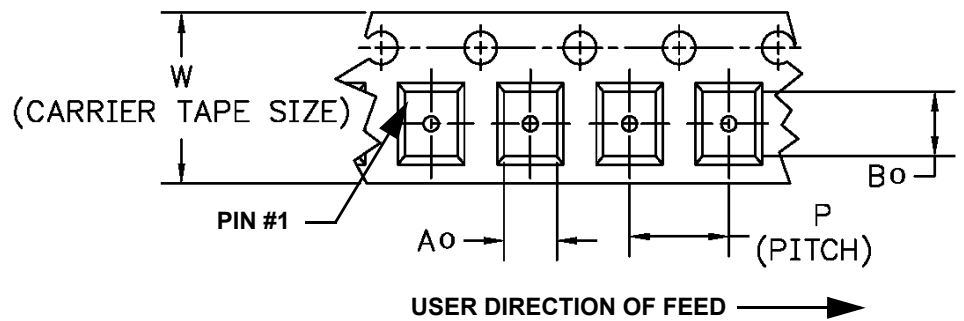 W
(CARRIER TAPE SIZE)
PIN #1
Ao
Bo
P
(PITCH)
USER DIRECTION OF FEED